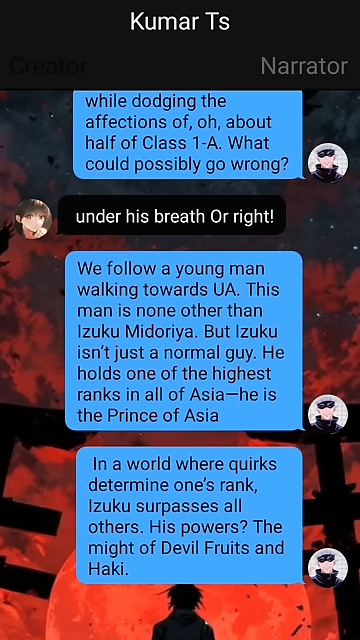 Kumar Ts
Creator
Narrator
while dodging the
affections of, oh, about
half of Class 1-A. What
could possibly go wrong?
under his breath Or right!
We follow a young man
walking towards UA. This
man is none other than
Izuku Midoriya. But Izuku
isn't just a normal guy. He
holds one of the highest
ranks in all of Asia—he is
the Prince of Asia
In a world where quirks
determine one's rank,
Izuku surpasses all
others. His powers? The
might of Devil Fruits and
Haki.